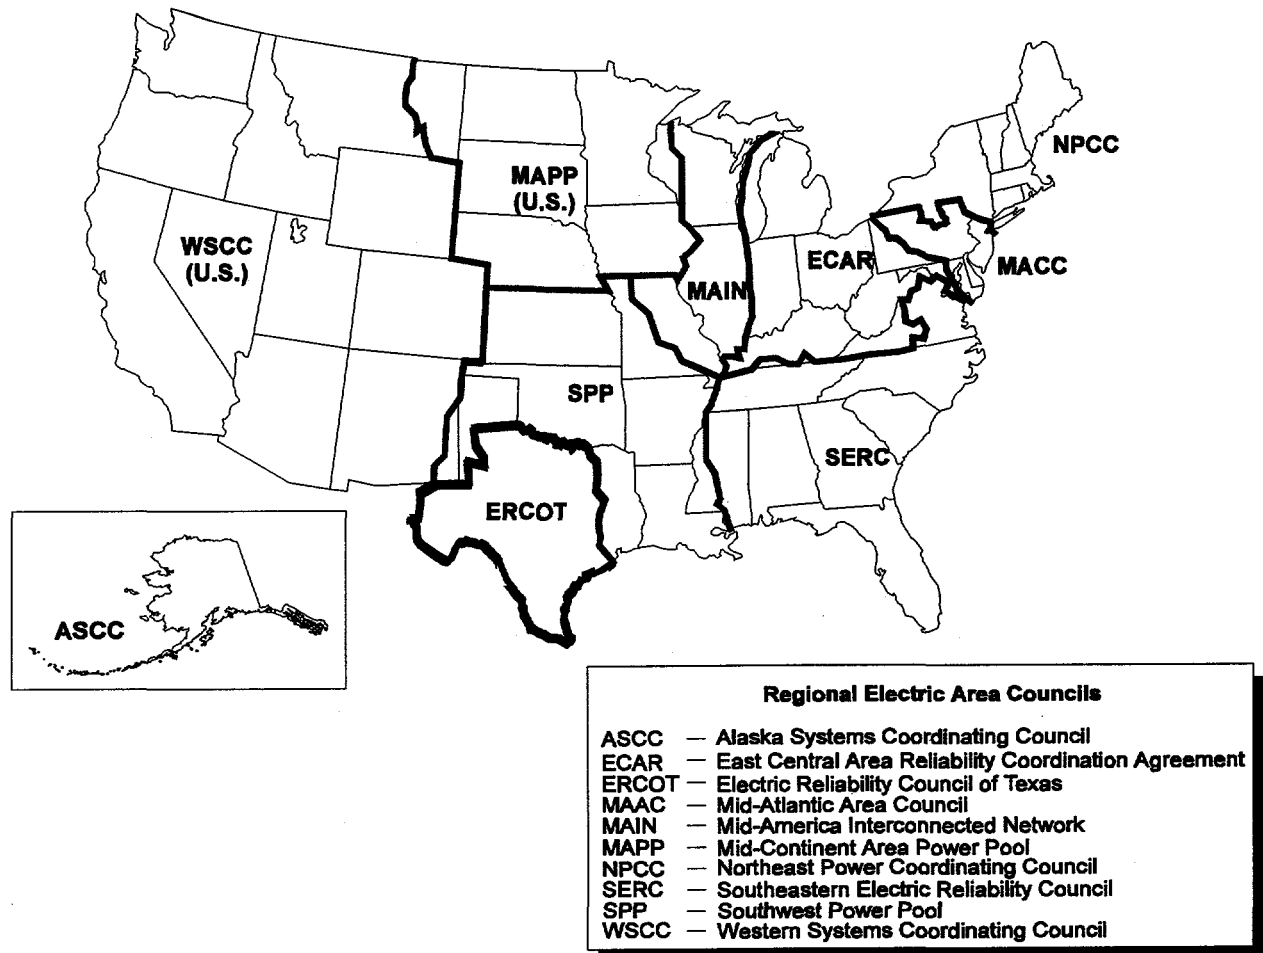 NPCC
MAPP
(U.S.)
WSCC
(U.S.)
ECAR
MACC
MAIN
SPP
SERC
ERCOT
ASCC
Regional Electric Area Councils
ASCC — Alaska Systems Coordinating Council
ECAR — East Central Area Reliability Coordination Agreement
ERCOT — Electric Reliability Council of Texas
MAAC — Mid-Atlantic Area Council
MAIN — Mid-America Interconnected Network
MAPP — Mid-Continent Area Power Pool
NPCC — Northeast Power Coordinating Council
SERC — Southeastern Electric Reliability Council
SPP — Southwest Power Pool
WSCC — Western Systems Coordinating Council